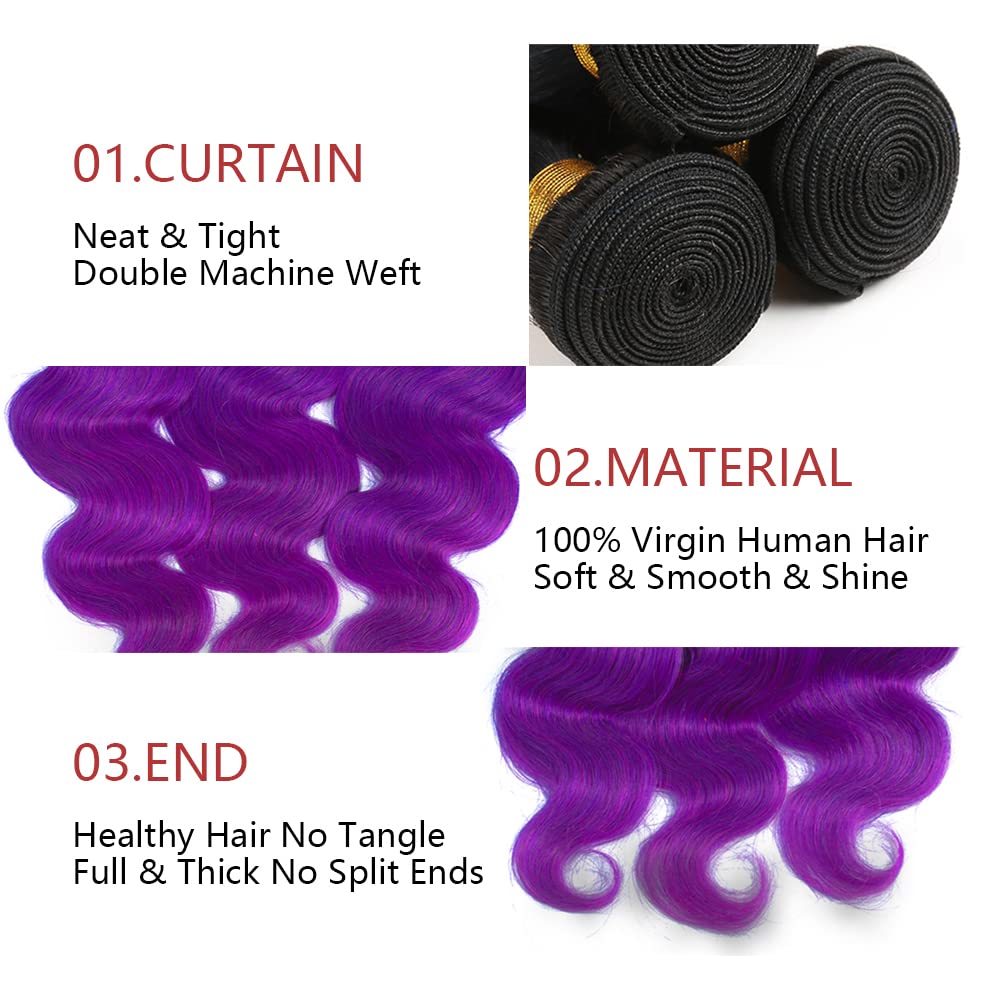 01.CURTAIN
Neat & Tight
Double Machine Weft
02.MATERIAL
100% Virgin Human Hair
Soft & Smooth & Shine
03.END
Healthy Hair No Tangle
Full & Thick No Split Ends